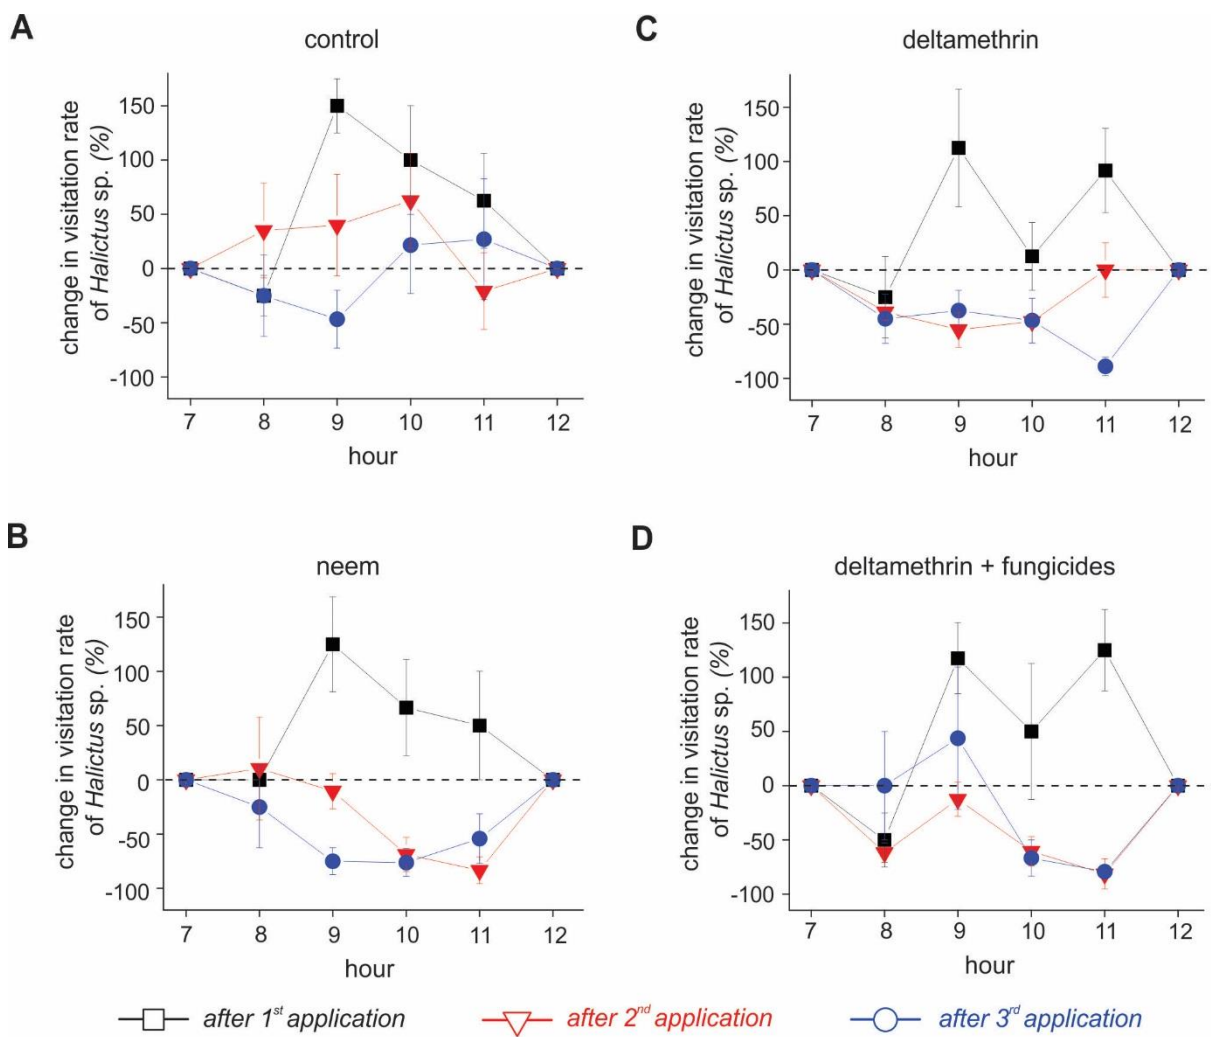 A
control
change in visitation rate
of Halictus sp. (%)
150
100
50
0
-50
-100
7 8 9 10 11 12
hour
C
deltamethrin
change in visitation rate
of Halictus sp. (%)
150
100
50
0
-50
-100
7 8 9 10 11 12
hour
B
neem
change in visitation rate
of Halictus sp. (%)
150
100
50
0
-50
-100
7 8 9 10 11 12
hour
D
deltamethrin + fungicides
change in visitation rate
of Halictus sp. (%)
150
100
50
0
-50
-100
7 8 9 10 11 12
hour
after 1st application after 2nd application after 3rd application